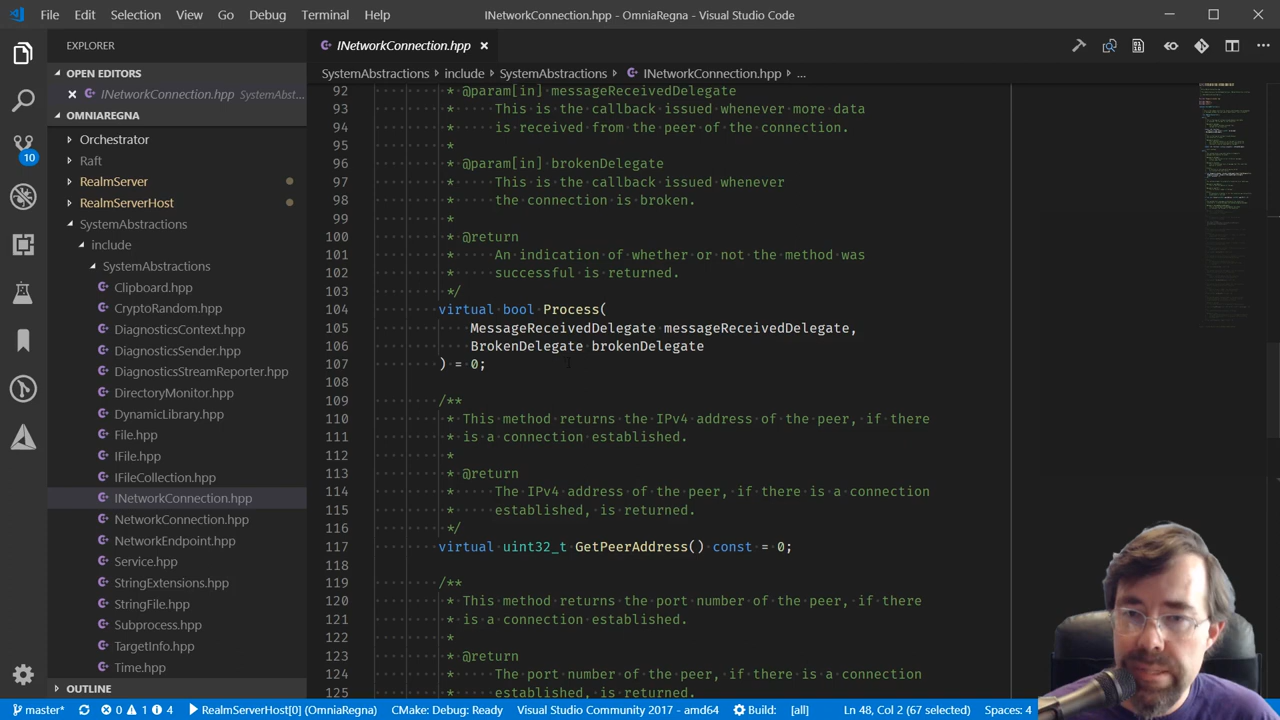 File Edit Selection View Go Debug Terminal Help INetworkConnection.hpp - OmniaRegna - Visual Studio Code
EXPLORER
OPEN EDITORS
INetworkConnection.hpp SystemAbst...
OMNIAREGNA
Orchestrator
Raft
RealmServer
RealmServerHost
SystemAbstractions
include
SystemAbstractions
Clipboard.hpp
CryptoRandom.hpp
DiagnosticsContext.hpp
DiagnosticsSender.hpp
DiagnosticsStreamReporter.hpp
DirectoryMonitor.hpp
DynamicLibrary.hpp
File.hpp
IFile.hpp
IFileCollection.hpp
INetworkConnection.hpp
NetworkConnection.hpp
NetworkEndpoint.hpp
Service.hpp
StringExtensions.hpp
StringFile.hpp
Subprocess.hpp
TargetInfo.hpp
Time.hpp
OUTLINE
10
INetworkConnection.hpp
SystemAbstractions include SystemAbstractions INetworkConnection.hpp ...
92 * @param[in] messageReceivedDelegate
93 * This is the callback issued whenever more data
94 * is received from the peer of the connection.
95 *
96 * @param[in] brokenDelegate
97 * This is the callback issued whenever
98 * the connection is broken.
99 *
100 * @return
101 * An indication of whether or not the method was
102 * successful is returned.
103 */
104 virtual bool Process(
105 MessageReceivedDelegate messageReceivedDelegate,
106 BrokenDelegate brokenDelegate
107 ) = 0;
108
109 /**
110 * This method returns the IPv4 address of the peer, if there
111 * is a connection established.
112 *
113 * @return
114 * The IPv4 address of the peer, if there is a connection
115 * established, is returned.
116 */
117 virtual uint32_t GetPeerAddress() const = 0;
118
119 /**
120 * This method returns the port number of the peer, if there
121 * is a connection established.
122 *
123 * @return
124 * The port number of the peer, if there is a connection
125 * established, is returned.
master* 0 1 4 RealmServerHost[0] (OmniaRegna) CMake: Debug: Ready Visual Studio Community 2017 - amd64 Build: [all] Ln 48, Col 2 (67 selected) Spaces: 4